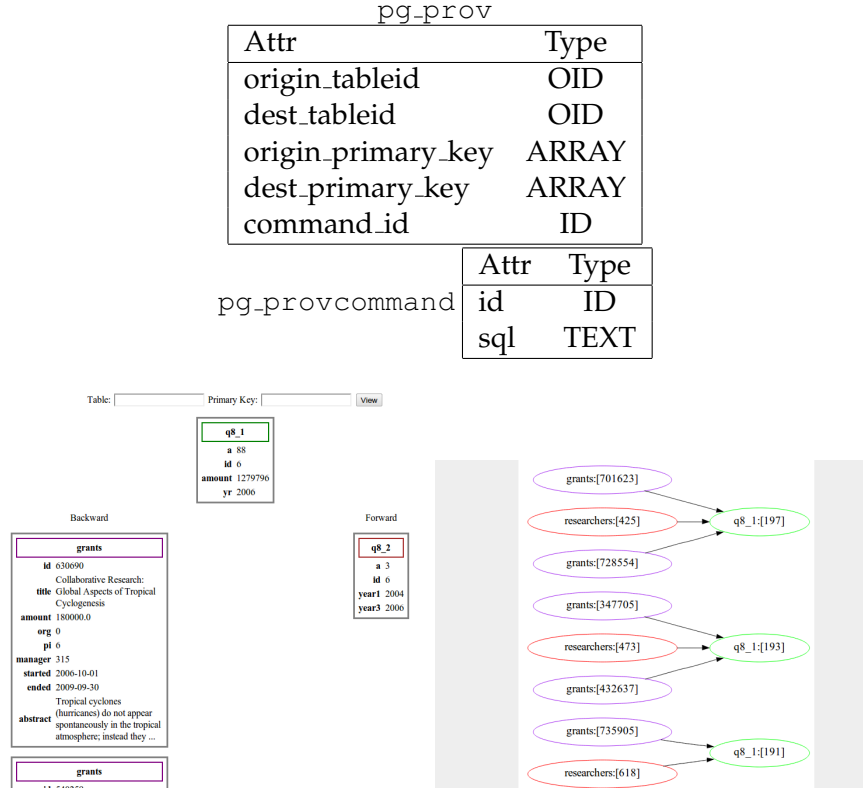 pg_prov
Attr Type
origin_tableid OID
dest_tableid OID
origin_primary_key ARRAY
dest_primary_key ARRAY
command_id ID
pg_provcommand
Attr Type
id ID
sql TEXT
Table: Primary Key: View
q8_1
a 88
id 6
amount 1279796
yr 2006
Backward
grants
id 630690
title Collaborative Research:
Global Aspects of Tropical
Cyclogenesis
amount 180000.0
org 0
pi 6
manager 315
started 2006-10-01
ended 2009-09-30
abstract Tropical cyclones
(hurricanes) do not appear
spontaneously in the tropical
atmosphere; instead they ...
grants
Forward
q8_2
a 3
id 6
year1 2004
year3 2006
grants:[701623]
researchers:[425]
q8_1:[197]
grants:[728554]
grants:[347705]
researchers:[473]
q8_1:[193]
grants:[432637]
grants:[735905]
q8_1:[191]
researchers:[618]